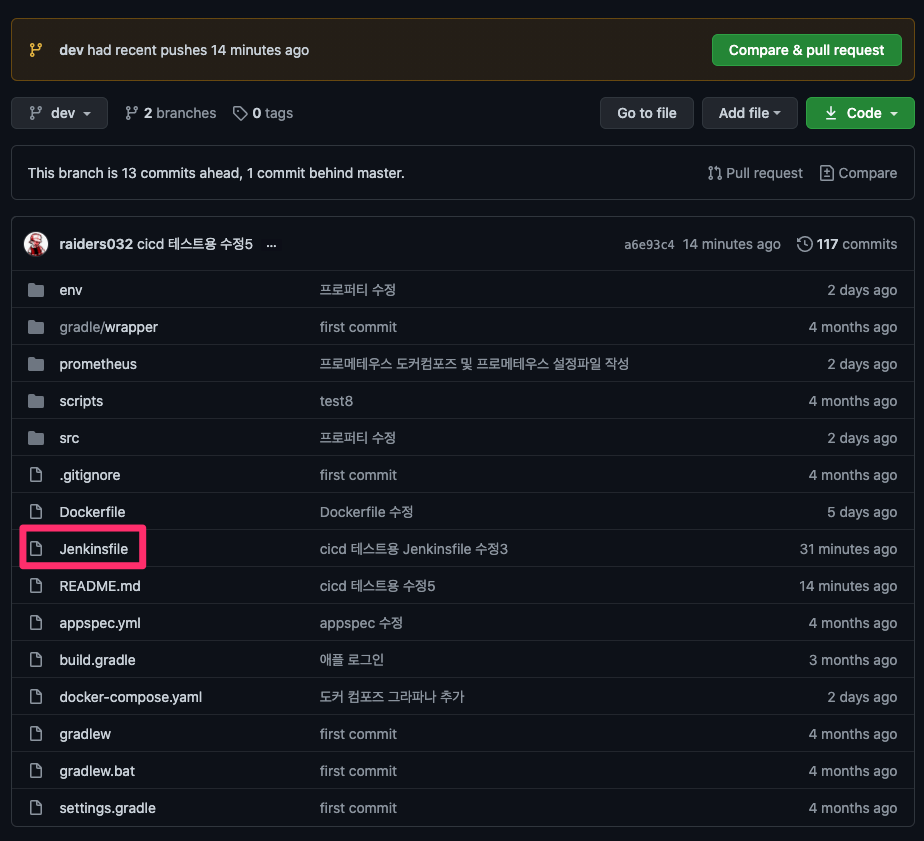 dev had recent pushes 14 minutes ago Compare & pull request
dev 2 branches 0 tags Go to file Add file Code
This branch is 13 commits ahead, 1 commit behind master. Pull request Compare
raiders032 cicd 테스트용 수정5 ... a6e93c4 14 minutes ago 117 commits
env 프로퍼티 수정 2 days ago
gradle/wrapper first commit 4 months ago
prometheus 프로메테우스 도커컴포즈 및 프로메테우스 설정파일 작성 2 days ago
scripts test8 4 months ago
src 프로퍼티 수정 2 days ago
.gitignore first commit 4 months ago
Dockerfile Dockerfile 수정 5 days ago
Jenkinsfile cicd 테스트용 Jenkinsfile 수정3 31 minutes ago
README.md cicd 테스트용 수정5 14 minutes ago
appspec.yml appspec 수정 4 months ago
build.gradle 애플 로그인 3 months ago
docker-compose.yaml 도커 컴포즈 그라파나 추가 2 days ago
gradlew first commit 4 months ago
gradlew.bat first commit 4 months ago
settings.gradle first commit 4 months ago